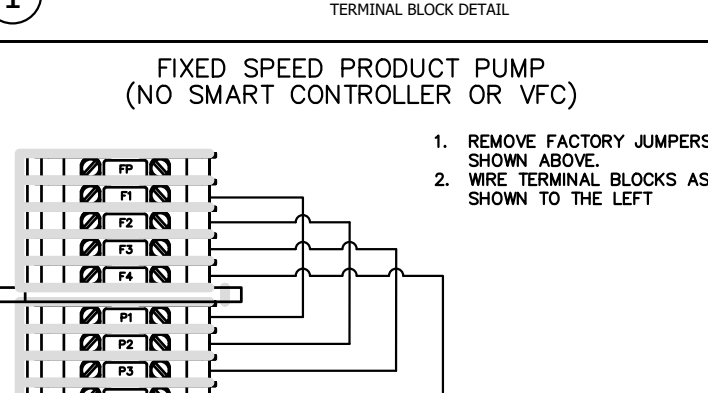 1
TERMINAL BLOCK DETAIL
FIXED SPEED PRODUCT PUMP
(NO SMART CONTROLLER OR VFC)
1. REMOVE FACTORY JUMPERS
SHOWN ABOVE.
2. WIRE TERMINAL BLOCKS AS
SHOWN TO THE LEFT
FP
F1
F2
F3
F4
P1
P2
P3